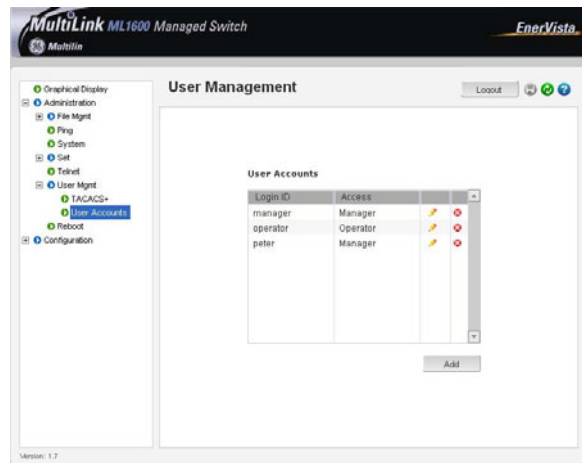 MultiLink ML1600 Managed Switch
EnerVista
Multilin
Graphical Display
Administration
File Mgmt
Ping
System
Set
Telnet
User Mgmt
TACACS+
User Accounts
Reboot
Configuration
User Management
Logout
User Accounts
Login ID Access
manager Manager
operator Operator
peter Manager
Add
Version: 1.7